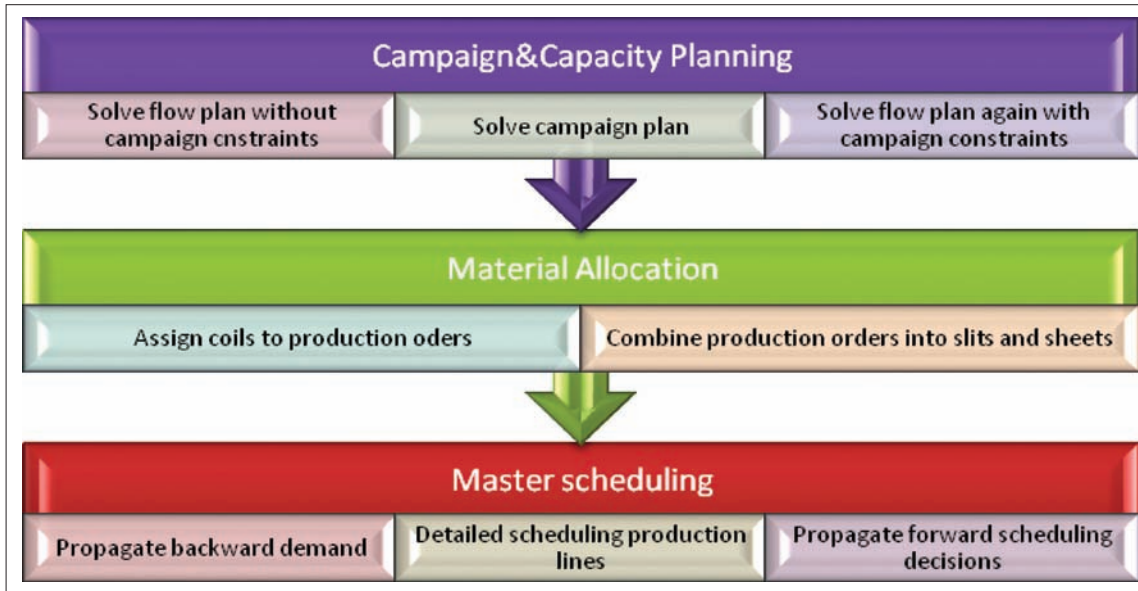 Campaign&Capacity Planning
Solve flow plan without
campaign cnstraints
Solve campaign plan
Solve flow plan again with
campaign constraints
Material Allocation
Assign coils to production oders
Combine production orders into slits and sheets
Master scheduling
Propagate backward demand
Detailed scheduling production
lines
Propagate forward scheduling
decisions